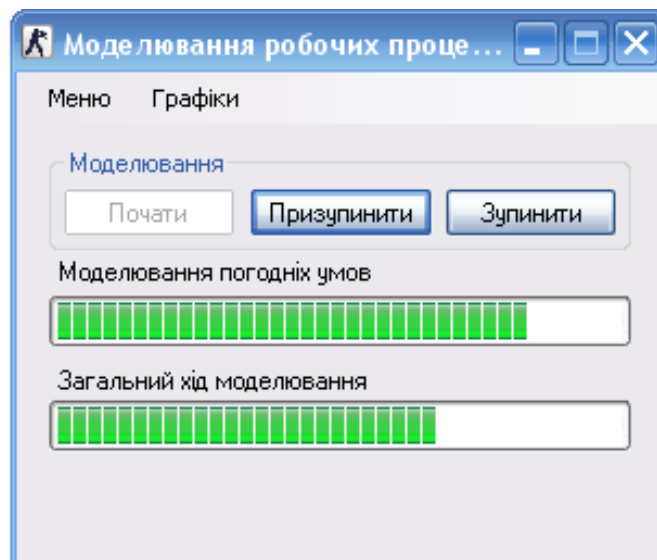 Моделювання робочих проце...
Меню Графіки
Моделювання
Почати Призупинити Зупинити
Моделювання погодніх умов
Загальний хід моделювання